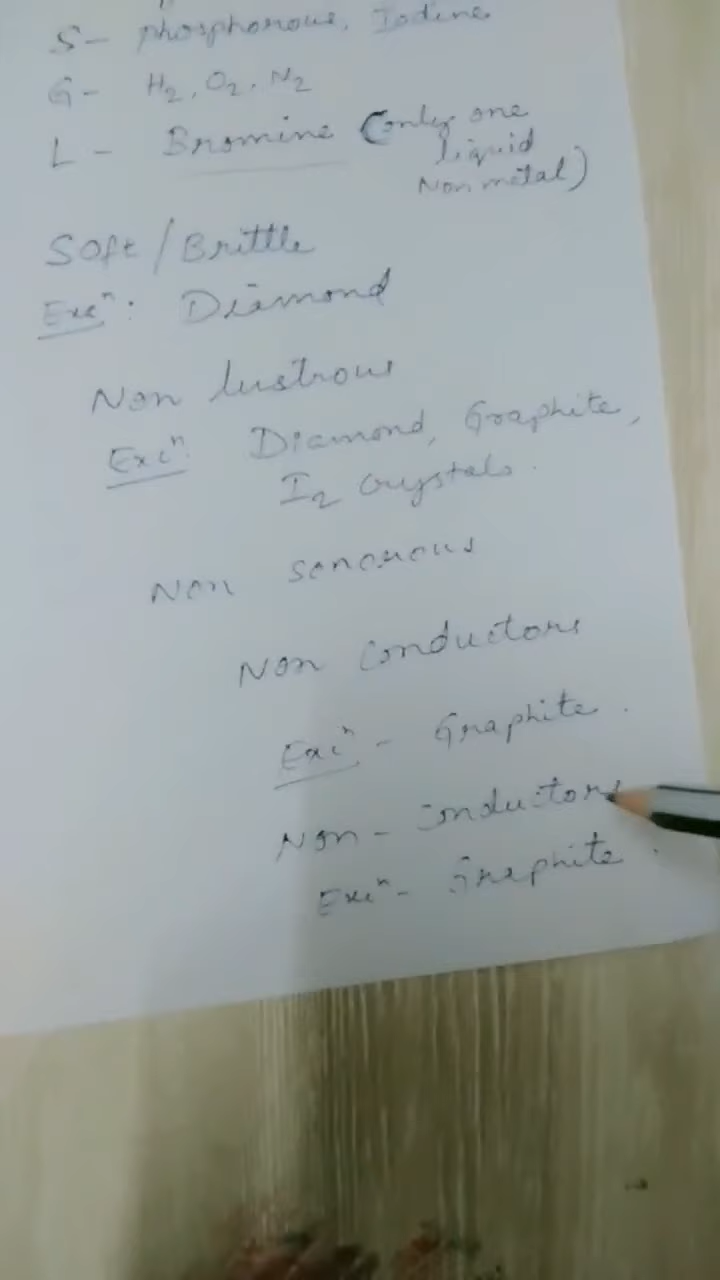 S- phosphorous, Iodine
G- H₂, O₂, N₂
L - Bromine (only one
liquid
Non metal)
Soft / Brittle
Excⁿ: Diamond
Non lustrous
Excⁿ: Diamond, Graphite,
I₂ crystals.
Non sonorous
Non conductors
Excⁿ - Graphite.
Non - conductors
Excⁿ - Graphite.